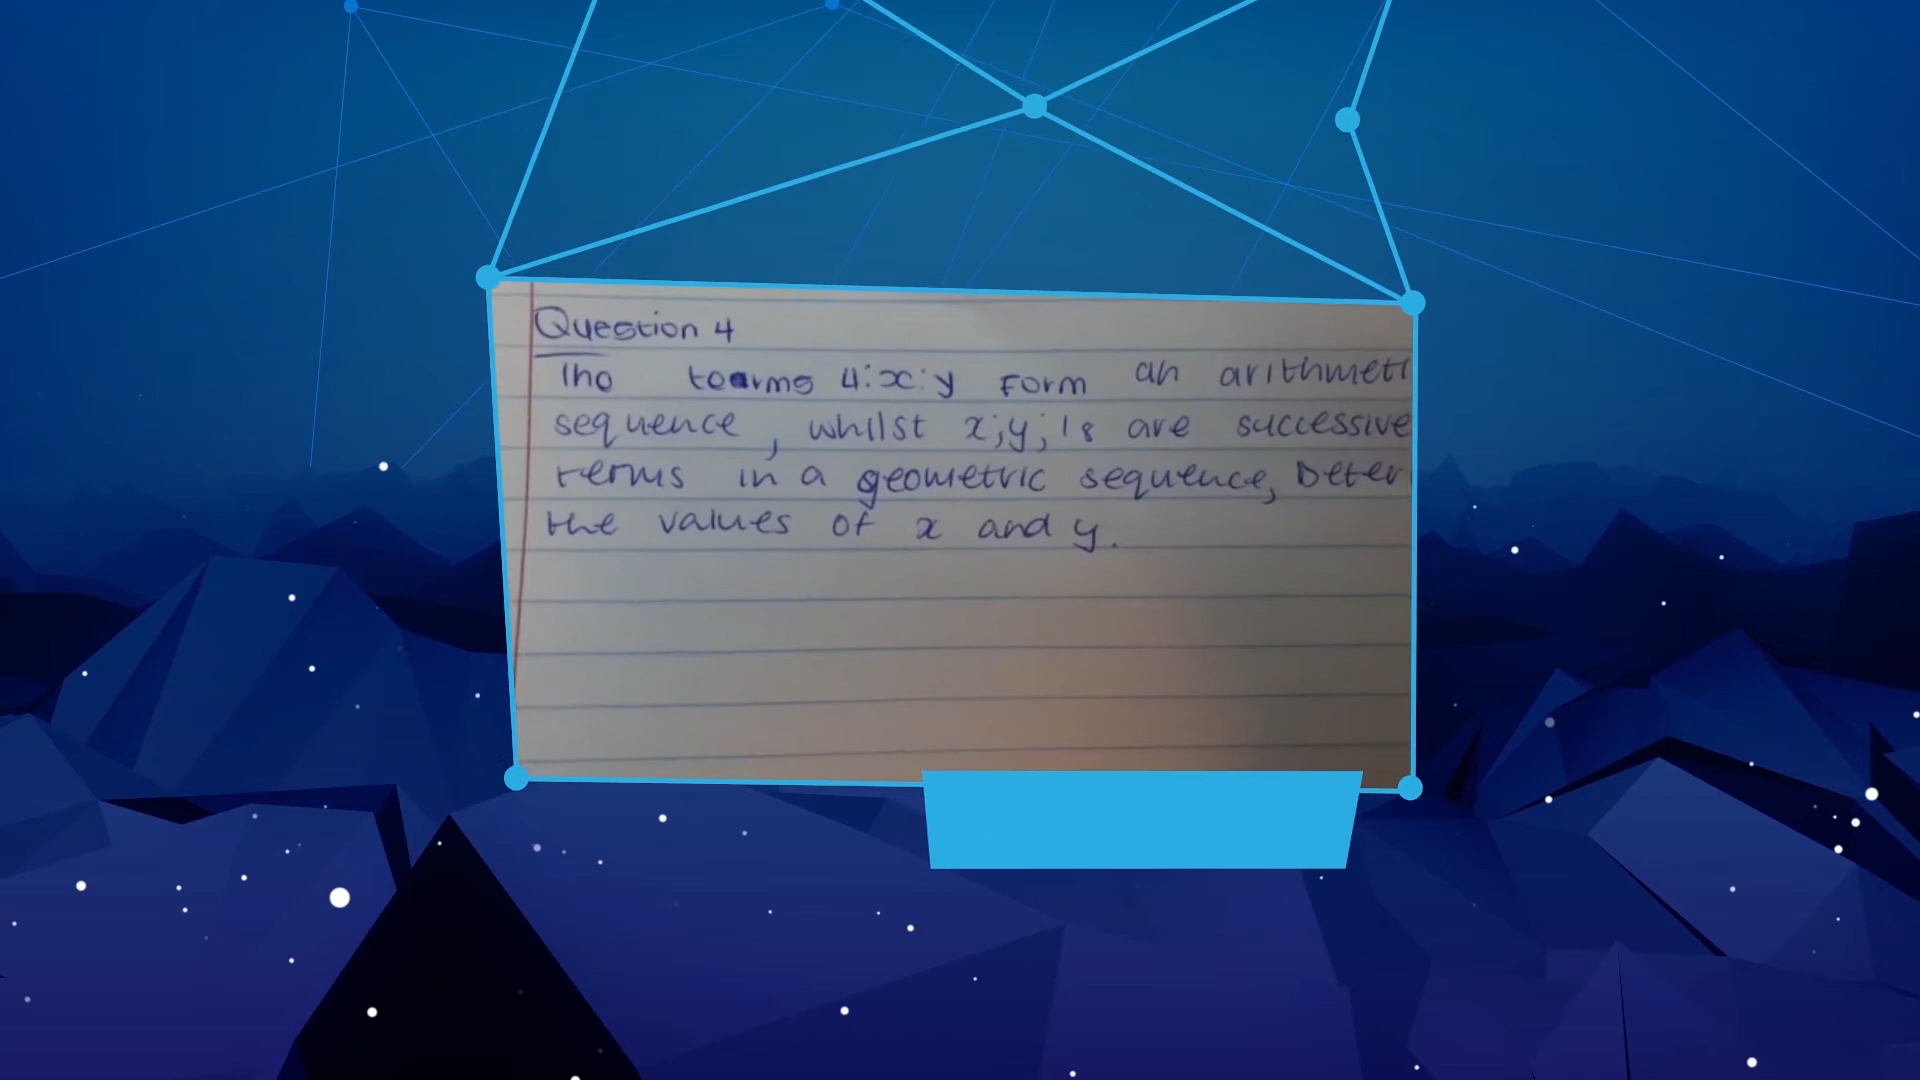 Question 4
The toarms 4:x:y form an arithmeti
sequence, whilst x;y;18 are successive
terms in a geometric sequence, Deter
the values of x and y.